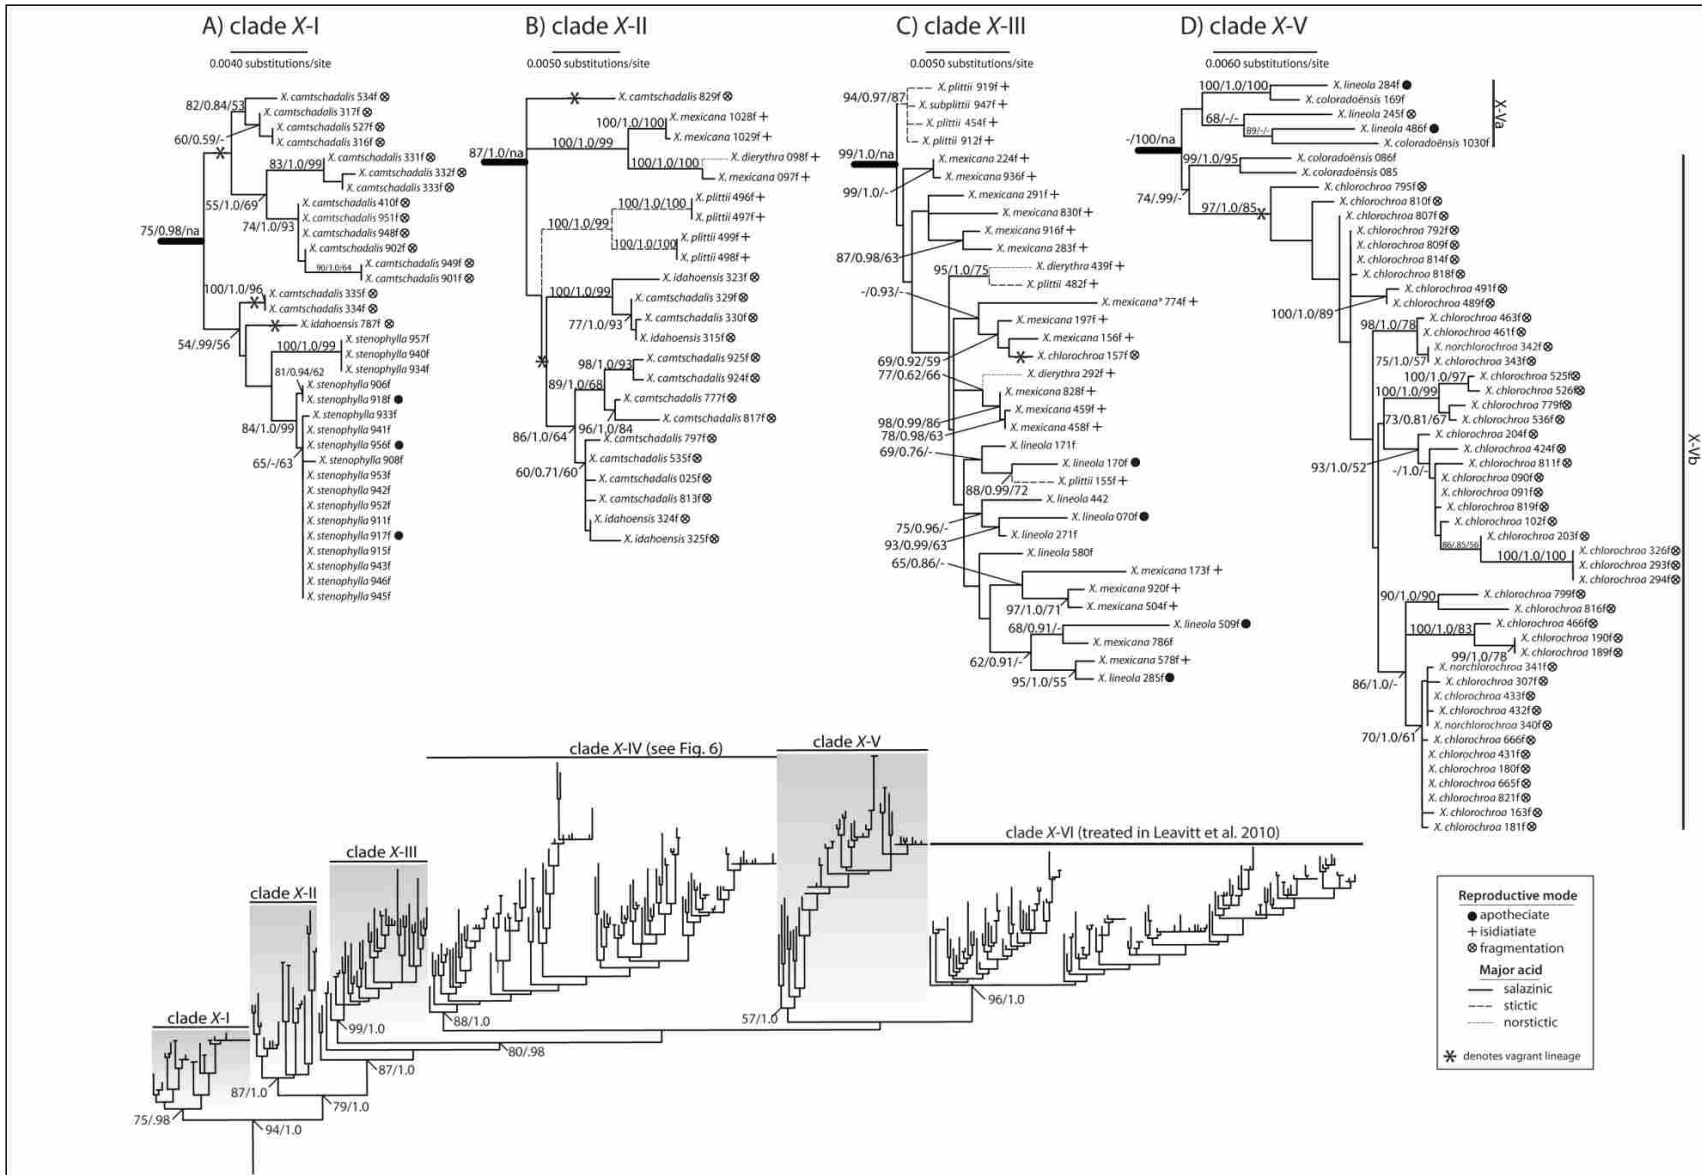 A) clade X-I
0.0040 substitutions/site
82/0.84/53
X. camtschadalis 534f
X. camtschadalis 317f
X. camtschadalis 527f
X. camtschadalis 316f
60/0.59/-
83/1.0/99
X. camtschadalis 331f
X. camtschadalis 332f
X. camtschadalis 333f
55/1.0/69
X. camtschadalis 410f
X. camtschadalis 951f
X. camtschadalis 948f
74/1.0/93
X. camtschadalis 902f
90/1.0/64
X. camtschadalis 949f
X. camtschadalis 901f
75/0.98/na
100/1.0/96
X. camtschadalis 335f
X. camtschadalis 334f
X. idahoensis 787f
54/.99/56
100/1.0/99
X. stenophylla 957f
X. stenophylla 940f
X. stenophylla 934f
81/0.94/62
X. stenophylla 906f
X. stenophylla 918f
X. stenophylla 933f
84/1.0/99
X. stenophylla 941f
X. stenophylla 956f
65/-/63
X. stenophylla 908f
X. stenophylla 953f
X. stenophylla 942f
X. stenophylla 952f
X. stenophylla 911f
X. stenophylla 917f
X. stenophylla 915f
X. stenophylla 943f
X. stenophylla 946f
X. stenophylla 945f
B) clade X-II
0.0050 substitutions/site
X. camtschadalis 829f
100/1.0/100
X. mexicana 1028f +
X. mexicana 1029f +
100/1.0/99
87/1.0/na
100/1.0/100
X. dierythra 098f +
X. mexicana 097f +
100/1.0/100
X. plittii 496f +
X. plittii 497f +
100/1.0/99
100/1.0/100
X. plittii 499f +
X. plittii 498f +
X. idahoensis 323f
100/1.0/99
X. camtschadalis 329f
X. camtschadalis 330f
77/1.0/93
X. idahoensis 315f
98/1.0/93
X. camtschadalis 925f
X. camtschadalis 924f
89/1.0/68
X. camtschadalis 777f
X. camtschadalis 817f
96/1.0/84
86/1.0/64
X. camtschadalis 797f
X. camtschadalis 535f
60/0.71/60
X. camtschadalis 025f
X. camtschadalis 813f
X. idahoensis 324f
X. idahoensis 325f
C) clade X-III
0.0050 substitutions/site
94/0.97/87
X. plittii 919f +
X. subplittii 947f +
X. plittii 454f +
X. plittii 912f +
99/1.0/na
X. mexicana 224f +
X. mexicana 936f +
99/1.0/-
X. mexicana 291f +
X. mexicana 830f +
X. mexicana 916f +
X. mexicana 283f +
87/0.98/63
95/1.0/75
X. dierythra 439f +
X. plittii 482f +
-/0.93/-
X. mexicana* 774f +
X. mexicana 197f +
X. mexicana 156f +
X. chlorochroa 157f
69/0.92/59
77/0.62/66
X. dierythra 292f +
X. mexicana 828f +
X. mexicana 459f +
98/0.99/86
X. mexicana 458f +
78/0.98/63
X. lineola 171f
69/0.76/-
X. lineola 170f
X. plittii 155f +
88/0.99/72
X. lineola 442
X. lineola 070f
75/0.96/-
X. lineola 271f
93/0.99/63
X. lineola 580f
65/0.86/-
X. mexicana 173f +
X. mexicana 920f +
X. mexicana 504f +
97/1.0/71
68/0.91/-
X. lineola 509f
X. mexicana 786f
62/0.91/-
X. mexicana 578f +
X. lineola 285f
95/1.0/55
D) clade X-V
0.0060 substitutions/site
100/1.0/100
X. lineola 284f
X. coloradoënsis 169f
68/-/-
X. lineola 245f
89/-/-
X. lineola 486f
X. coloradoënsis 1030f
X-Va
-/100/na
99/1.0/95
X. coloradoënsis 086f
X. coloradoënsis 085
74/.99/-
X. chlorochroa 795f
97/1.0/85
X. chlorochroa 810f
X. chlorochroa 807f
X. chlorochroa 792f
X. chlorochroa 809f
X. chlorochroa 814f
X. chlorochroa 818f
X. chlorochroa 491f
X. chlorochroa 489f
100/1.0/89
98/1.0/78
X. chlorochroa 463f
X. chlorochroa 461f
X. norchlorochroa 342f
75/1.0/57
X. chlorochroa 343f
100/1.0/97
X. chlorochroa 525f
X. chlorochroa 526f
100/1.0/99
X. chlorochroa 779f
73/0.81/67
X. chlorochroa 536f
X. chlorochroa 204f
X. chlorochroa 424f
93/1.0/52
-/1.0/-
X. chlorochroa 811f
X. chlorochroa 090f
X. chlorochroa 091f
X. chlorochroa 819f
X. chlorochroa 102f
X. chlorochroa 203f
86/.85/56
100/1.0/100
X. chlorochroa 326f
X. chlorochroa 293f
X. chlorochroa 294f
X-Vb
90/1.0/90
X. chlorochroa 799f
X. chlorochroa 816f
100/1.0/83
X. chlorochroa 466f
X. chlorochroa 190f
99/1.0/78
X. chlorochroa 189f
86/1.0/-
X. norchlorochroa 341f
X. chlorochroa 307f
X. chlorochroa 433f
X. chlorochroa 432f
X. norchlorochroa 340f
70/1.0/61
X. chlorochroa 666f
X. chlorochroa 431f
X. chlorochroa 180f
X. chlorochroa 665f
X. chlorochroa 821f
X. chlorochroa 163f
X. chlorochroa 181f
clade X-IV (see Fig. 6)
clade X-V
clade X-VI (treated in Leavitt et al. 2010)
clade X-III
clade X-II
clade X-I
96/1.0
57/1.0
88/1.0
99/1.0
80/.98
87/1.0
87/1.0
79/1.0
75/.98
94/1.0
Reproductive mode
apotheciate
+ isidiatiate
fragmentation
Major acid
salazinic
stictic
norstictic
denotes vagrant lineage